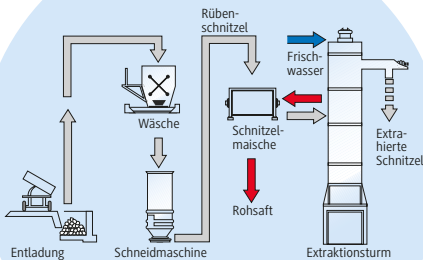 Rüben-
schnitzel
Frisch-
wasser
Wäsche
Schnitzel-
maische
Extra-
hierte
Schnitzel
Rohsaft
Entladung
Schneidmaschine
Extraktionsturm